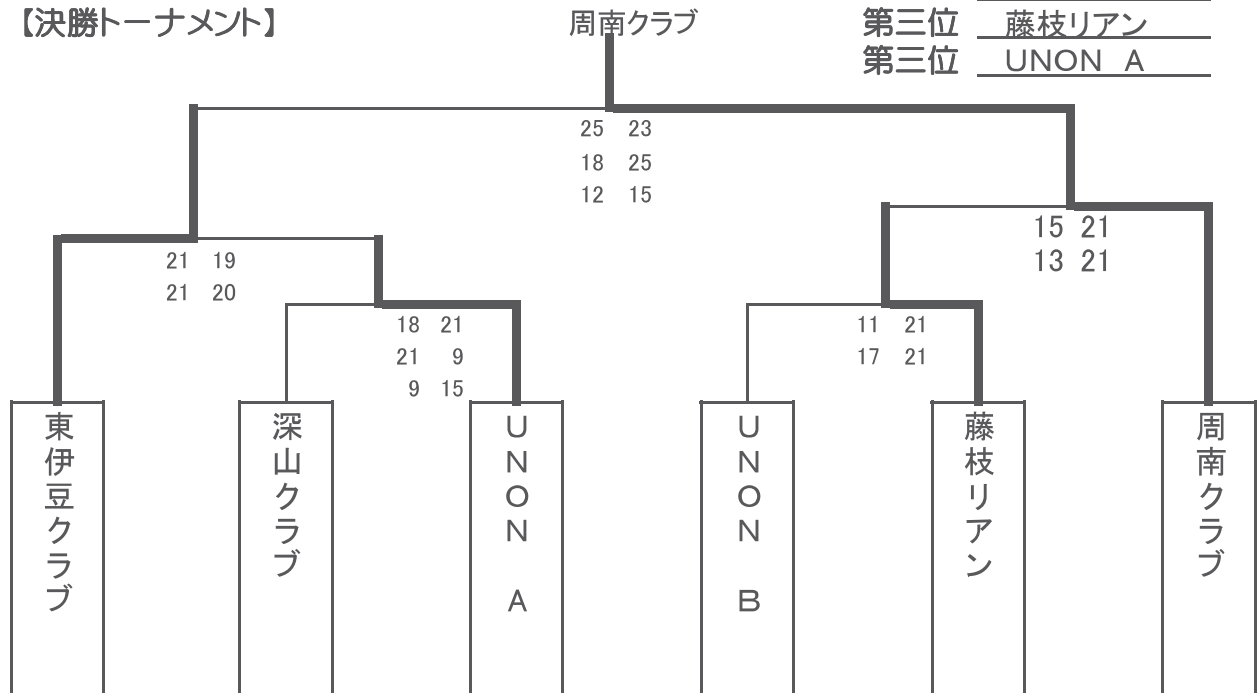 【決勝トーナメント】
周南クラブ
第三位 藤枝リアン
第三位 UNON A
25 23
18 25
12 15
15 21
13 21
21 19
21 20
18 21
21 9
9 15
11 21
17 21
東伊豆クラブ
深山クラブ
UNON A
UNON B
藤枝リアン
周南クラブ